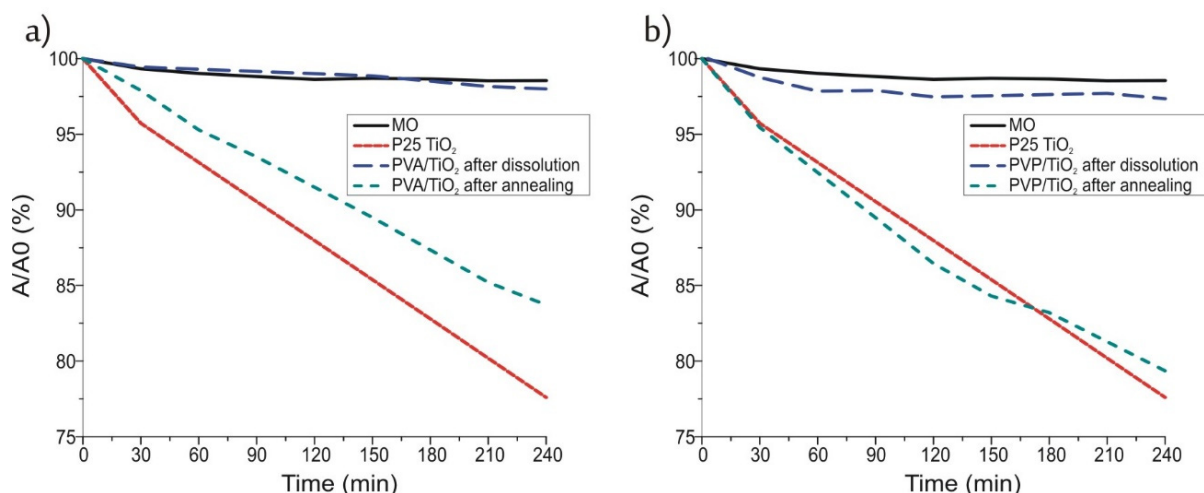 a)
100
95
90
85
80
75
A/A0 (%)
MO
P25 TiO₂
PVA/TiO₂ after dissolution
PVA/TiO₂ after annealing
0 30 60 90 120 150 180 210 240
Time (min)
b)
100
95
90
85
80
75
A/A0 (%)
MO
P25 TiO₂
PVP/TiO₂ after dissolution
PVP/TiO₂ after annealing
0 30 60 90 120 150 180 210 240
Time (min)